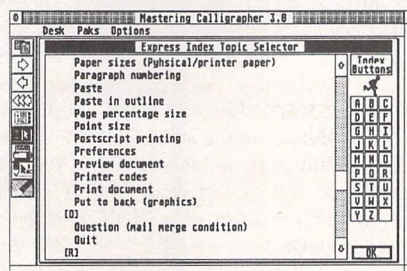 Mastering Calligrapher 3.0
Desk Paks Options
Express Index Topic Selector
Paper sizes (Pyhsical/printer paper)
Paragraph numbering
Paste
Paste in outline
Page percentage size
Point size
Postscript printing
Preferences
Preview document
Printer codes
Print document
Put to back (graphics)
[Q]
Question (mail merge condition)
Quit
[R]
Index
Buttons
A B C
D E F
G H I
J K L
M N O
P Q R
S T U
V W X
Y Z
OK